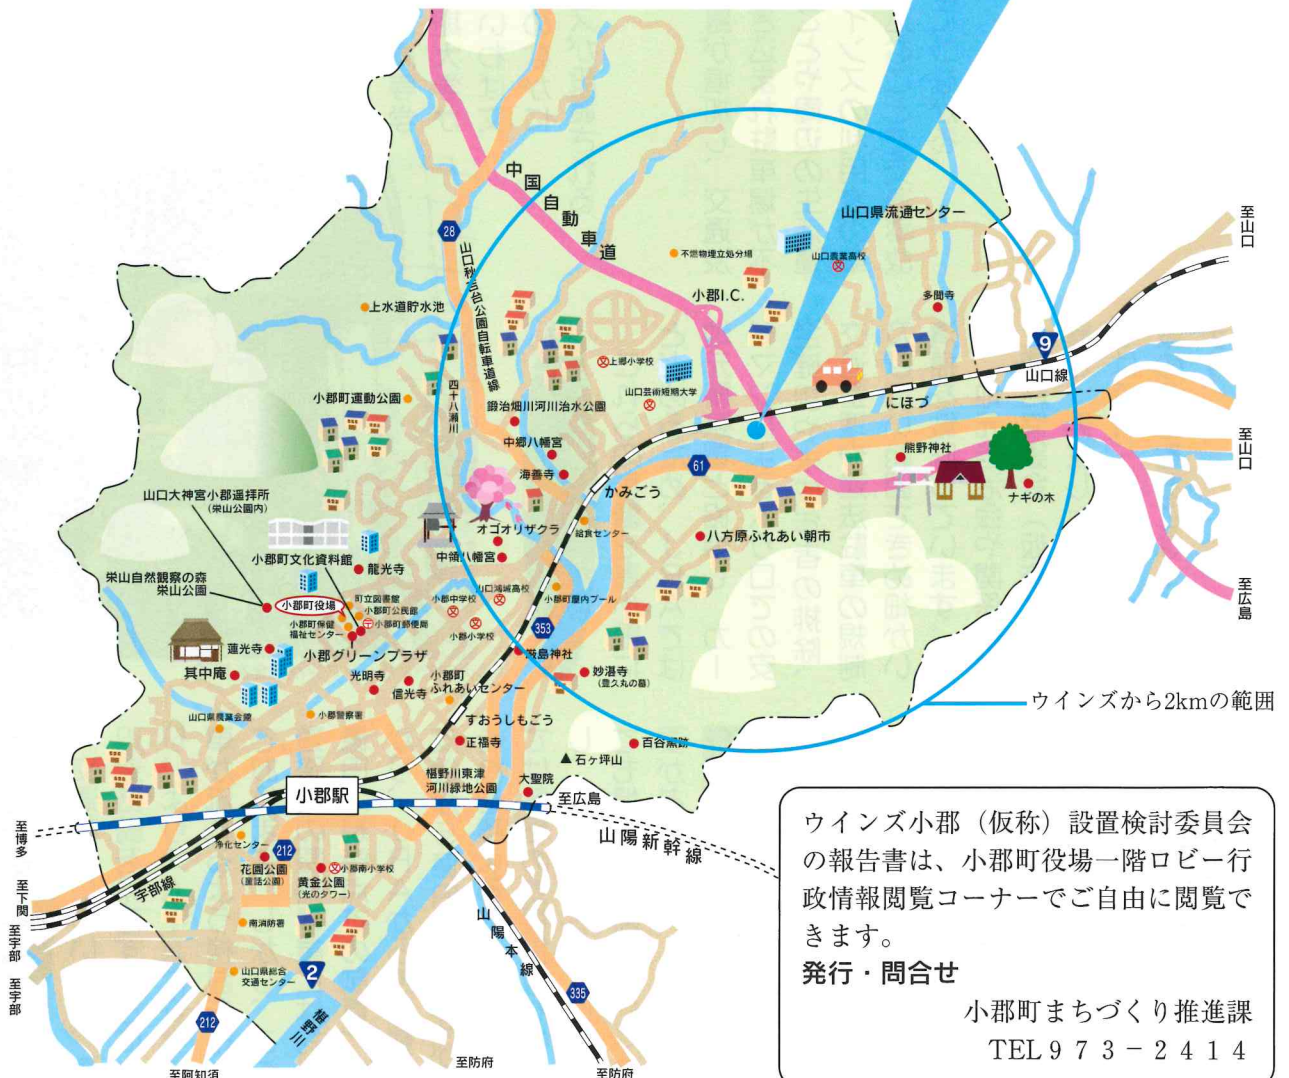 中国自動車道
28
山口秋吉台公園自転車道線
不燃物埋立処分場
山口県流通センター
山口農業高校
至山口
小郡I.C.
多聞寺
上水道貯水池
9
山口線
上郷小学校
山口芸術短期大学
にほづ
小郡町運動公園
四十八瀬川
鍛治畑川河川治水公園
中郷八幡宮
海善寺
61
熊野神社
至山口
ナギの木
山口大神宮小郡遥拝所
(栄山公園内)
かみごう
オゴオリザクラ
給食センター
八方原ふれあい朝市
小郡町文化資料館
龍光寺
中領八幡宮
栄山自然観察の森
栄山公園
小郡町役場
町立図書館
小郡町公民館
小郡町郵便局
小郡町保健
福祉センター
小郡中学校
山口鴻城高校
小郡町屋内プール
至広島
小郡小学校
353
厳島神社
蓮光寺
小郡グリーンプラザ
其中庵
光明寺
信光寺
小郡町
ふれあいセンター
妙湛寺
(豊久丸の墓)
ウインズから2kmの範囲
山口県農業会館
小郡警察署
すおうしもごう
正福寺
百谷窯跡
石ヶ坪山
椹野川東津
河川緑地公園
大聖院
小郡駅
至広島
山陽新幹線
至博多
浄化センター
212
花園公園
(童話公園)
黄金公園
(光のタワー)
小郡南小学校
至下関
宇部線
南消防署
山陽本線
至宇部
至宇部
山口県総合
交通センター
2
335
212
椹野川
至阿知須
至防府
至防府
ウインズ小郡（仮称）設置検討委員会
の報告書は、小郡町役場一階ロビー行
政情報閲覧コーナーでご自由に閲覧で
きます。
発行・問合せ
小郡町まちづくり推進課
TEL973－2414